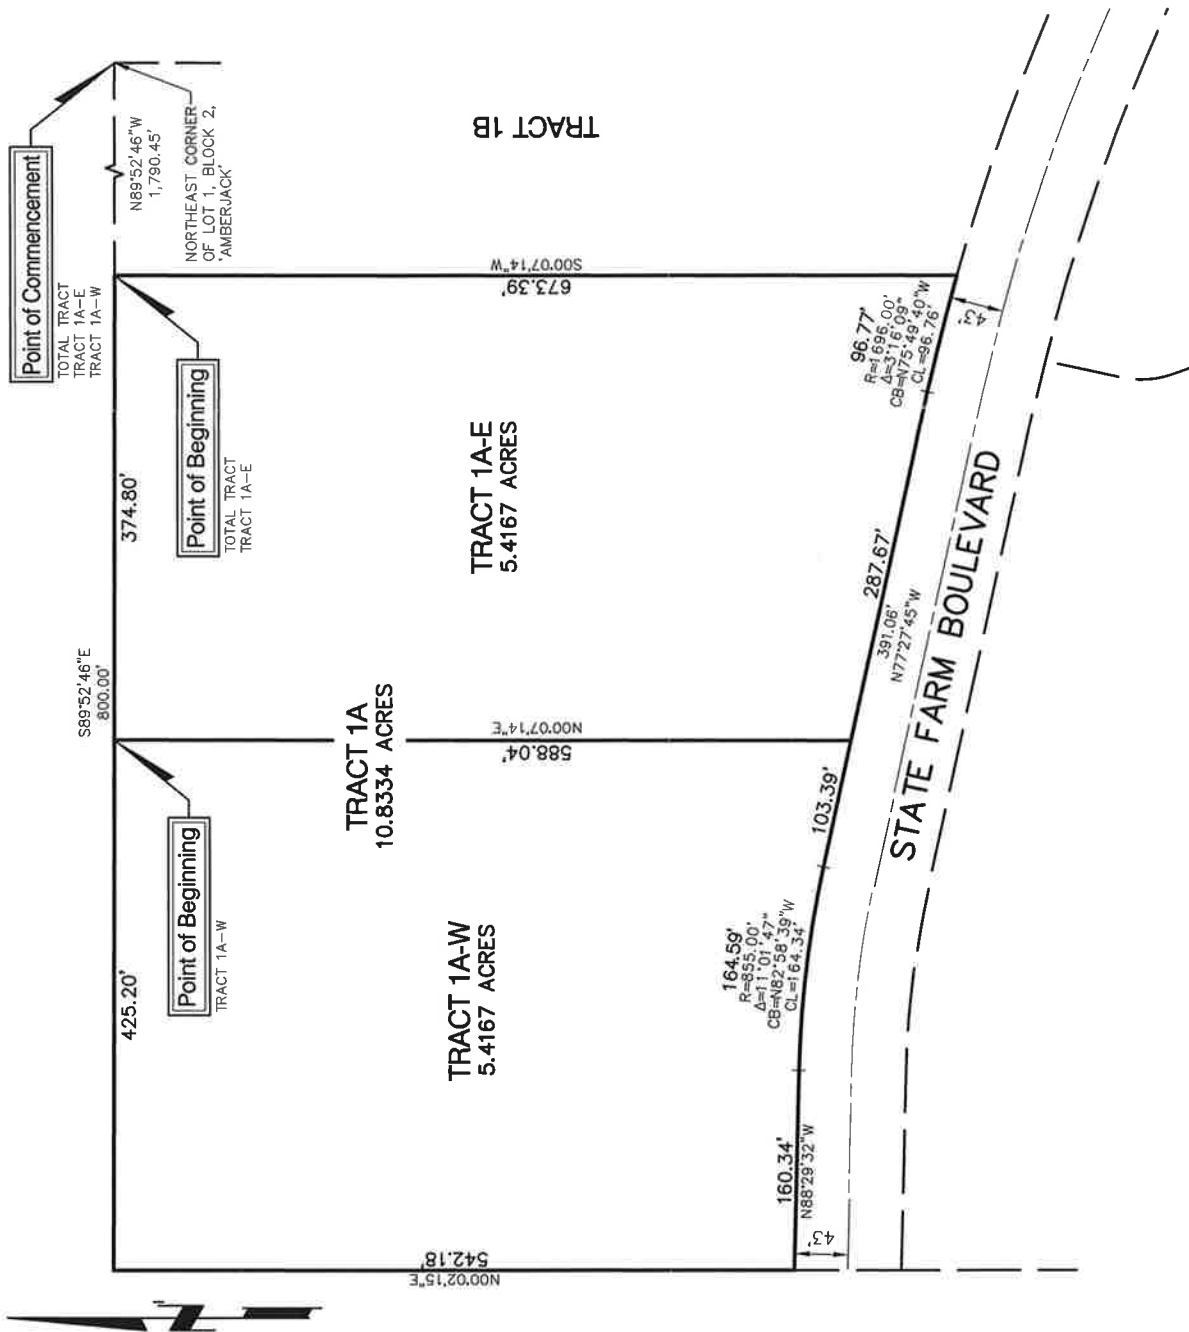 Point of Commencement
TOTAL TRACT
TRACT 1A-E
TRACT 1A-W
N89°52'46"W
1,790.45'
NORTHEAST CORNER
OF LOT 1, BLOCK 2,
'AMBERJACK'
TRACT 1B
Point of Beginning
TOTAL TRACT
TRACT 1A-E
374.80'
S89°52'46"E
800.00'
S00°07'14"W
673.39'
TRACT 1A-E
5.4167 ACRES
96.77'
R=1696.00'
Δ=3°16'09"
CB=N75°49'40"W
CL=96.76'
43'
287.67'
391.06'
N77°27'45"W
STATE FARM BOULEVARD
TRACT 1A
10.8334 ACRES
N00°07'14"E
588.04'
103.39'
Point of Beginning
TRACT 1A-W
425.20'
TRACT 1A-W
5.4167 ACRES
164.59'
R=855.00'
Δ=11°01'47"
CB=N82°58'39"W
CL=164.34'
160.34'
N88°29'32"W
43'
542.18'
N00°02'15"E